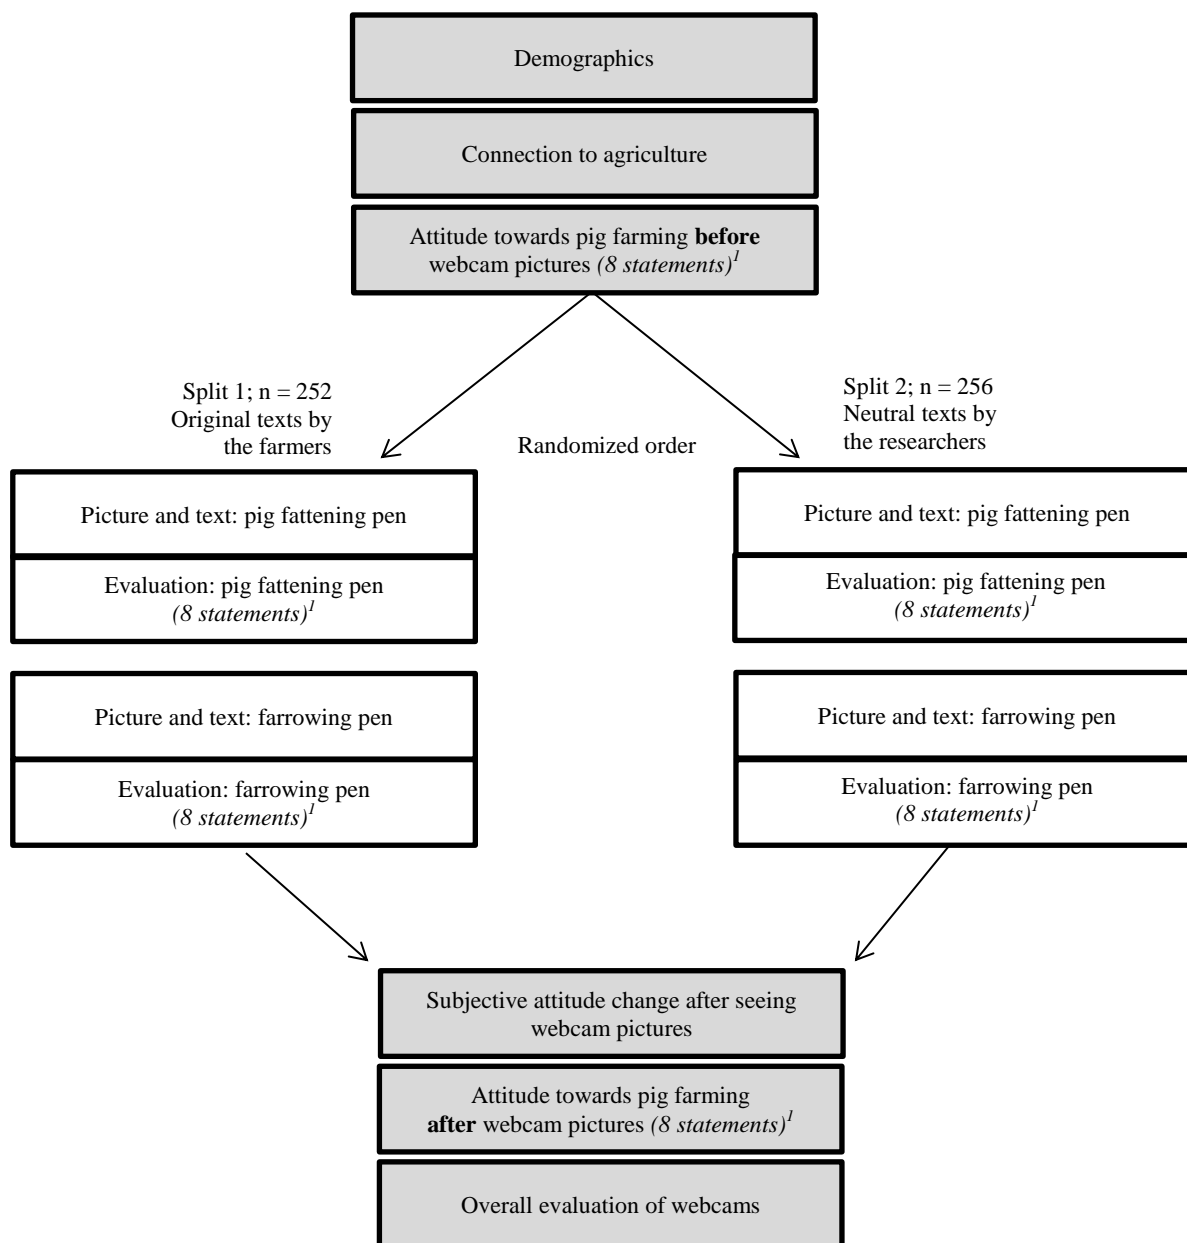 Demographics
Connection to agriculture
Attitude towards pig farming before
webcam pictures (8 statements)1
Split 1; n = 252
Original texts by
the farmers
Randomized order
Split 2; n = 256
Neutral texts by
the researchers
Picture and text: pig fattening pen
Evaluation: pig fattening pen
(8 statements)1
Picture and text: farrowing pen
Evaluation: farrowing pen
(8 statements)1
Picture and text: pig fattening pen
Evaluation: pig fattening pen
(8 statements)1
Picture and text: farrowing pen
Evaluation: farrowing pen
(8 statements)1
Subjective attitude change after seeing
webcam pictures
Attitude towards pig farming
after webcam pictures (8 statements)1
Overall evaluation of webcams